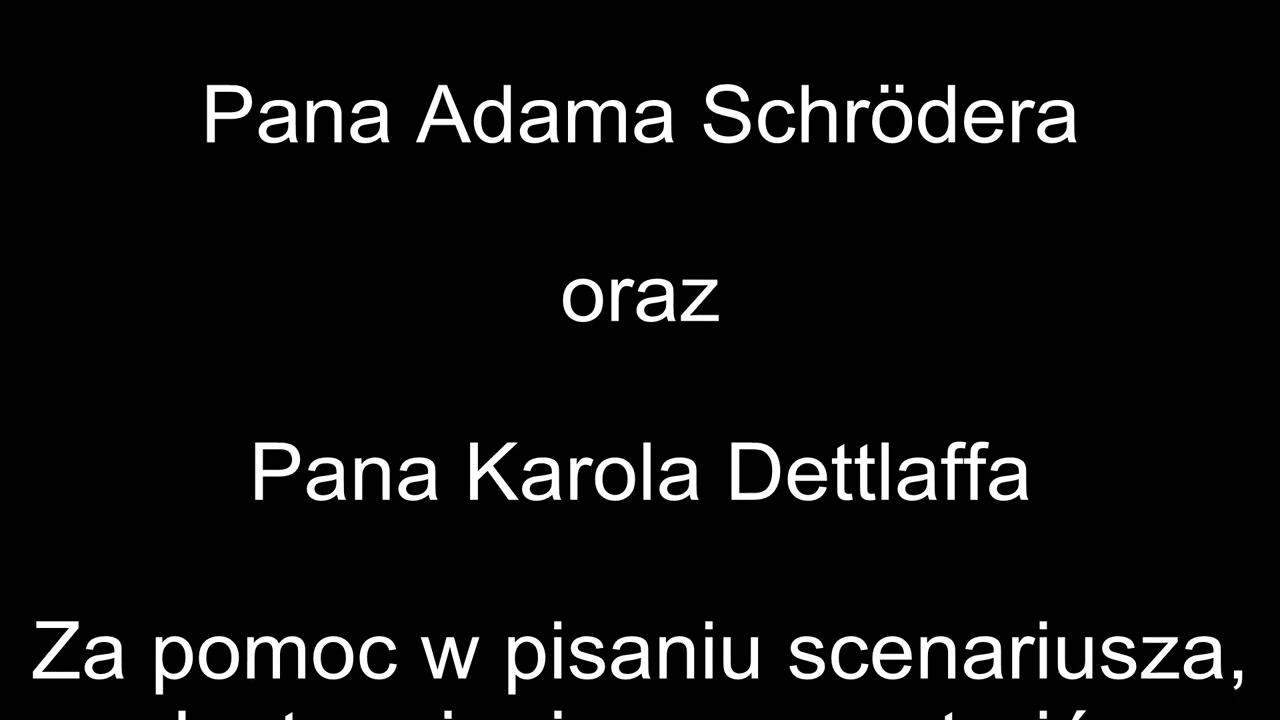 Pana Adama Schrödera
oraz
Pana Karola Dettlaffa
Za pomoc w pisaniu scenariusza,